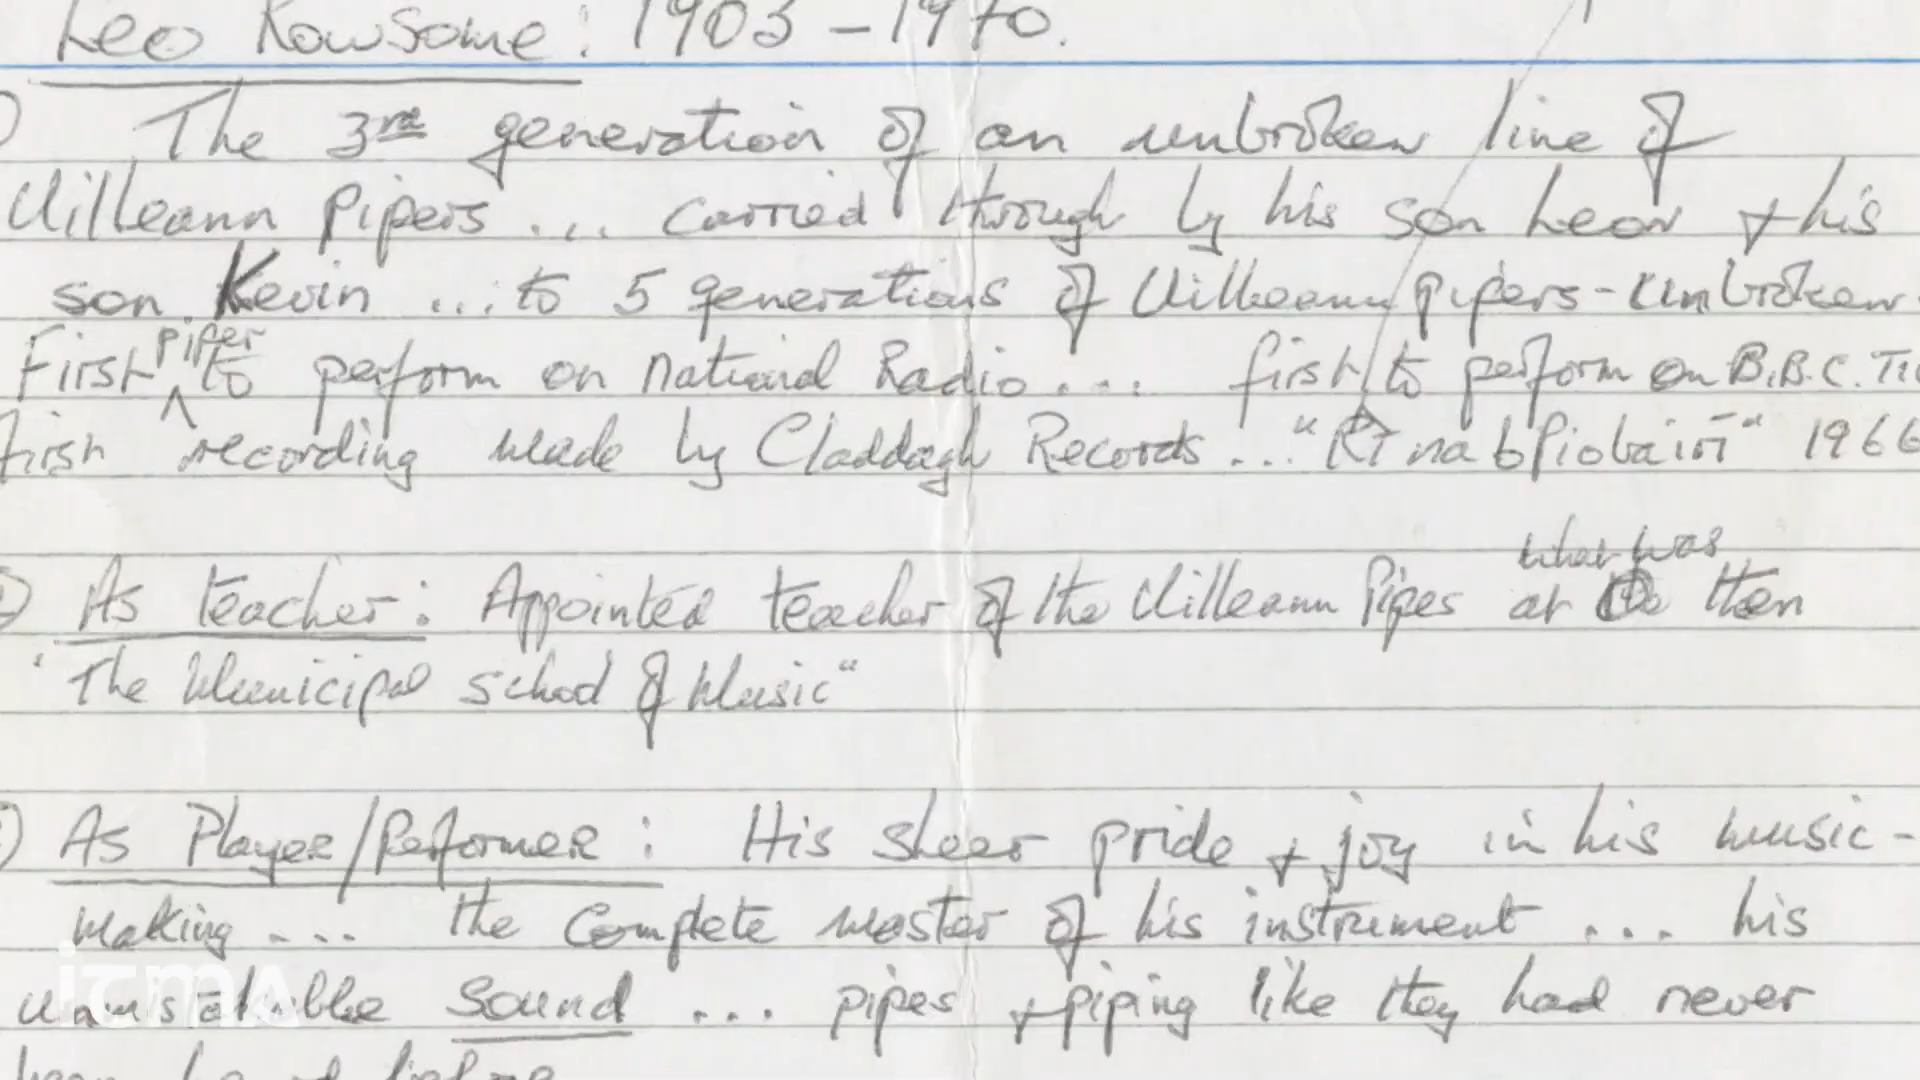 Leo Rowsome: 1903 – 1970.
The 3rd generation of an unbroken line of
Uilleann Pipers ... carried through by his son Leon + his
son Kevin ... to 5 generations of Uilleann pipers - unbroken
First piper to perform on National Radio .... first to perform on B.B.C.
first recording made by Claddagh Records ... "Rí na bPíobairí" 1966
As teacher: Appointed teacher of the Uilleann Pipes at what was then
'The Municipal School of Music"
As Player/Performer: His sheer pride + joy in his music-
making ... the complete master of his instrument ... his
unmistakable sound ... pipes + piping like they had never
been heard before
itma